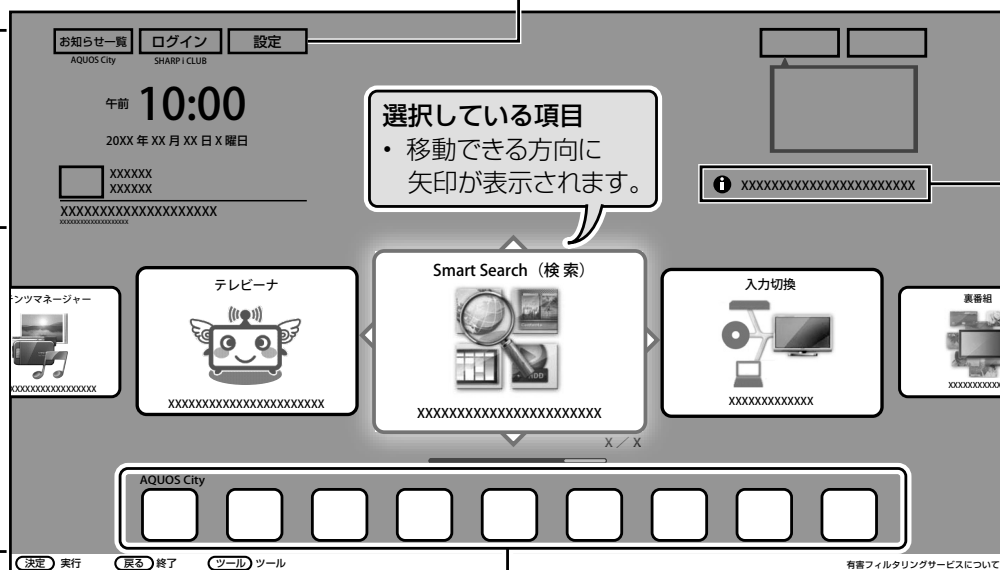 お知らせ一覧 ログイン 設定
AQUOS City SHARP i CLUB
午前 10:00
20XX 年 XX 月 XX 日 X 曜日
XXXXXX
XXXXXX
XXXXXXXXXXXXXXXXXXXX
XXXXXXXXXXXXXXXXXXXX
選択している項目
・ 移動できる方向に
矢印が表示されます。
XXXXXXXXXXXXXXXXXXXXXXX
ンツマネージャー
XXXXXXXXXXXXXXXXX
テレビーナ
XXXXXXXXXXXXXXXXXXXXXXX
Smart Search（検索）
ADD
XXXXXXXXXXXXXXXXXXXXXXX
入力切換
XXXXXXXXXXXXX
裏番組
XXXXXXXXXXX
X ／ X
AQUOS City
決定 実行 戻る 終了 ツール ツール
有害フィルタリングサービスについて